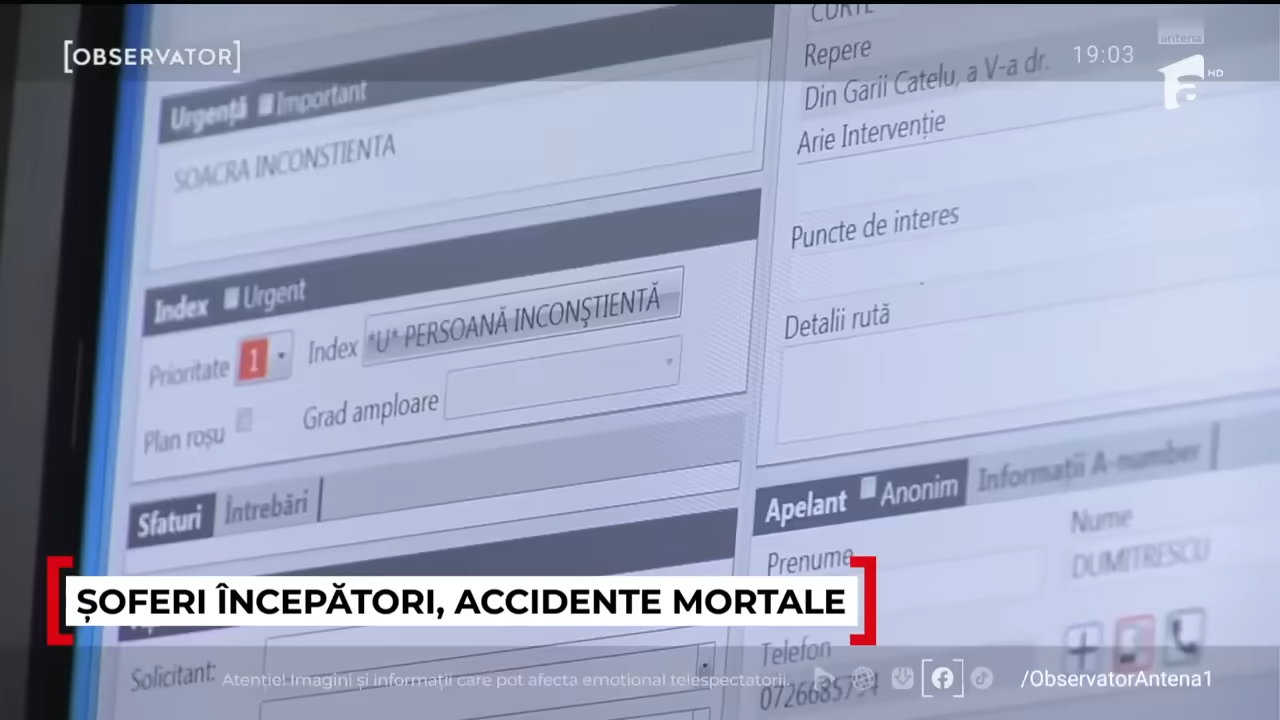 [OBSERVATOR]
antena
19:03
HD
CURTE
Repere
Din Garii Catelu, a V-a dr.
Arie Intervenție
Puncte de interes
Detalii rută
Urgență Important
SOACRA INCONSTIENTA
Index Urgent
Prioritate 1 Index *U* PERSOANĂ INCONŞTIENTĂ
Plan roșu Grad amploare
Sfaturi Întrebări
Apelant Anonim Informații A-number
Prenume Nume
DUMITRESCU
ȘOFERI ÎNCEPĂTORI, ACCIDENTE MORTALE
Solicitant:
Telefon
Atenție! Imagini și informații care pot afecta emoțional telespectatorii.
/ObservatorAntena1